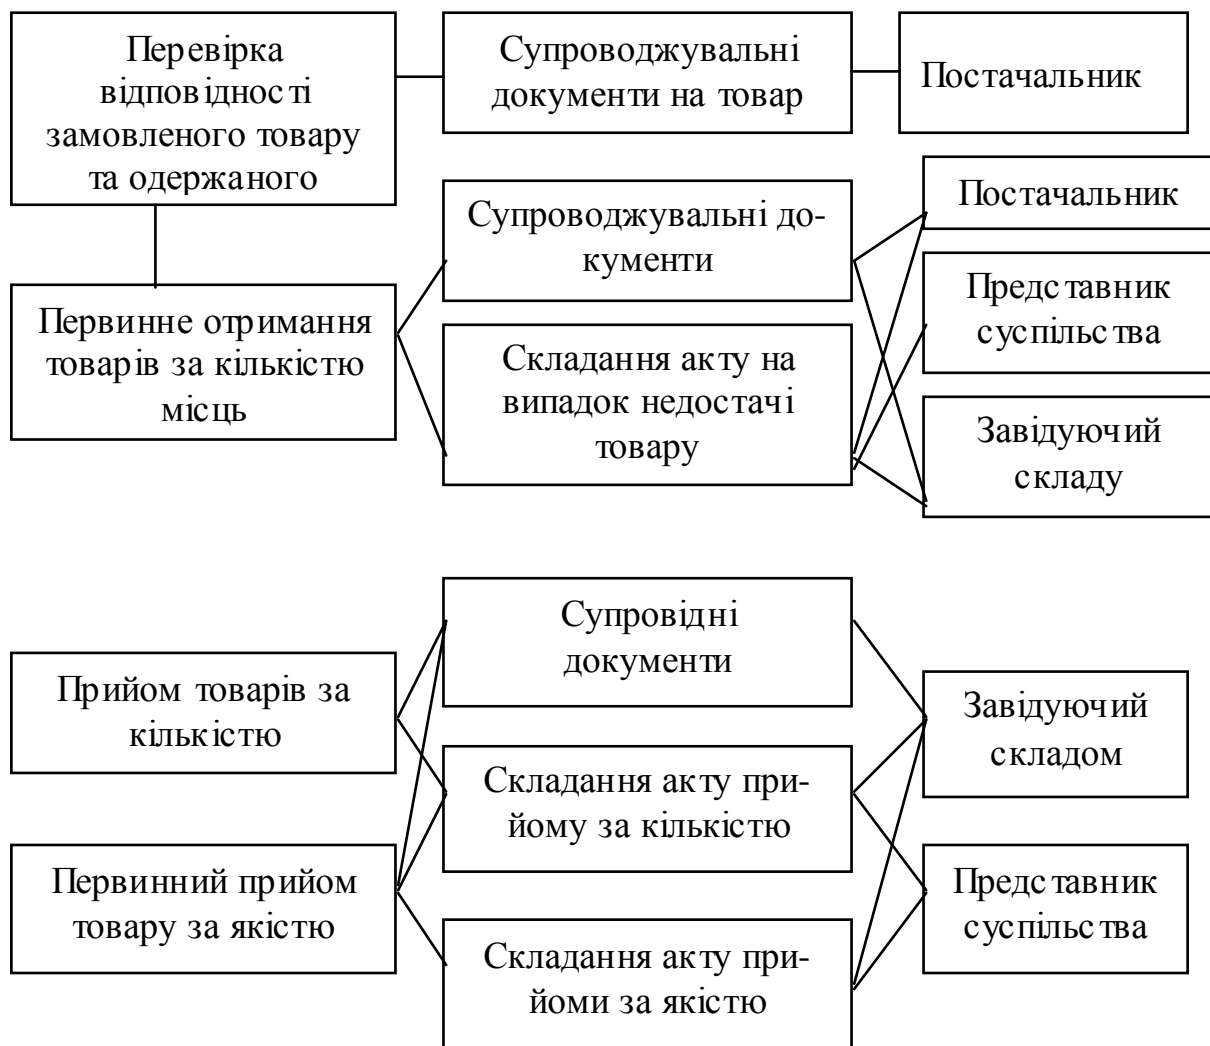 Перевірка
відповідності
замовленого товару
та одержаного
Супроводжувальні
документи на товар
Постачальник
Первинне отримання
товарів за кількістю
місць
Супроводжувальні до-
кументи
Складання акту на
випадок недостачі
товару
Постачальник
Представник
суспільства
Завідуючий
складу
Прийом товарів за
кількістю
Первинний прийом
товару за якістю
Супровідні
документи
Складання акту при-
йому за кількістю
Складання акту при-
йоми за якістю
Завідуючий
складом
Представник
суспільства